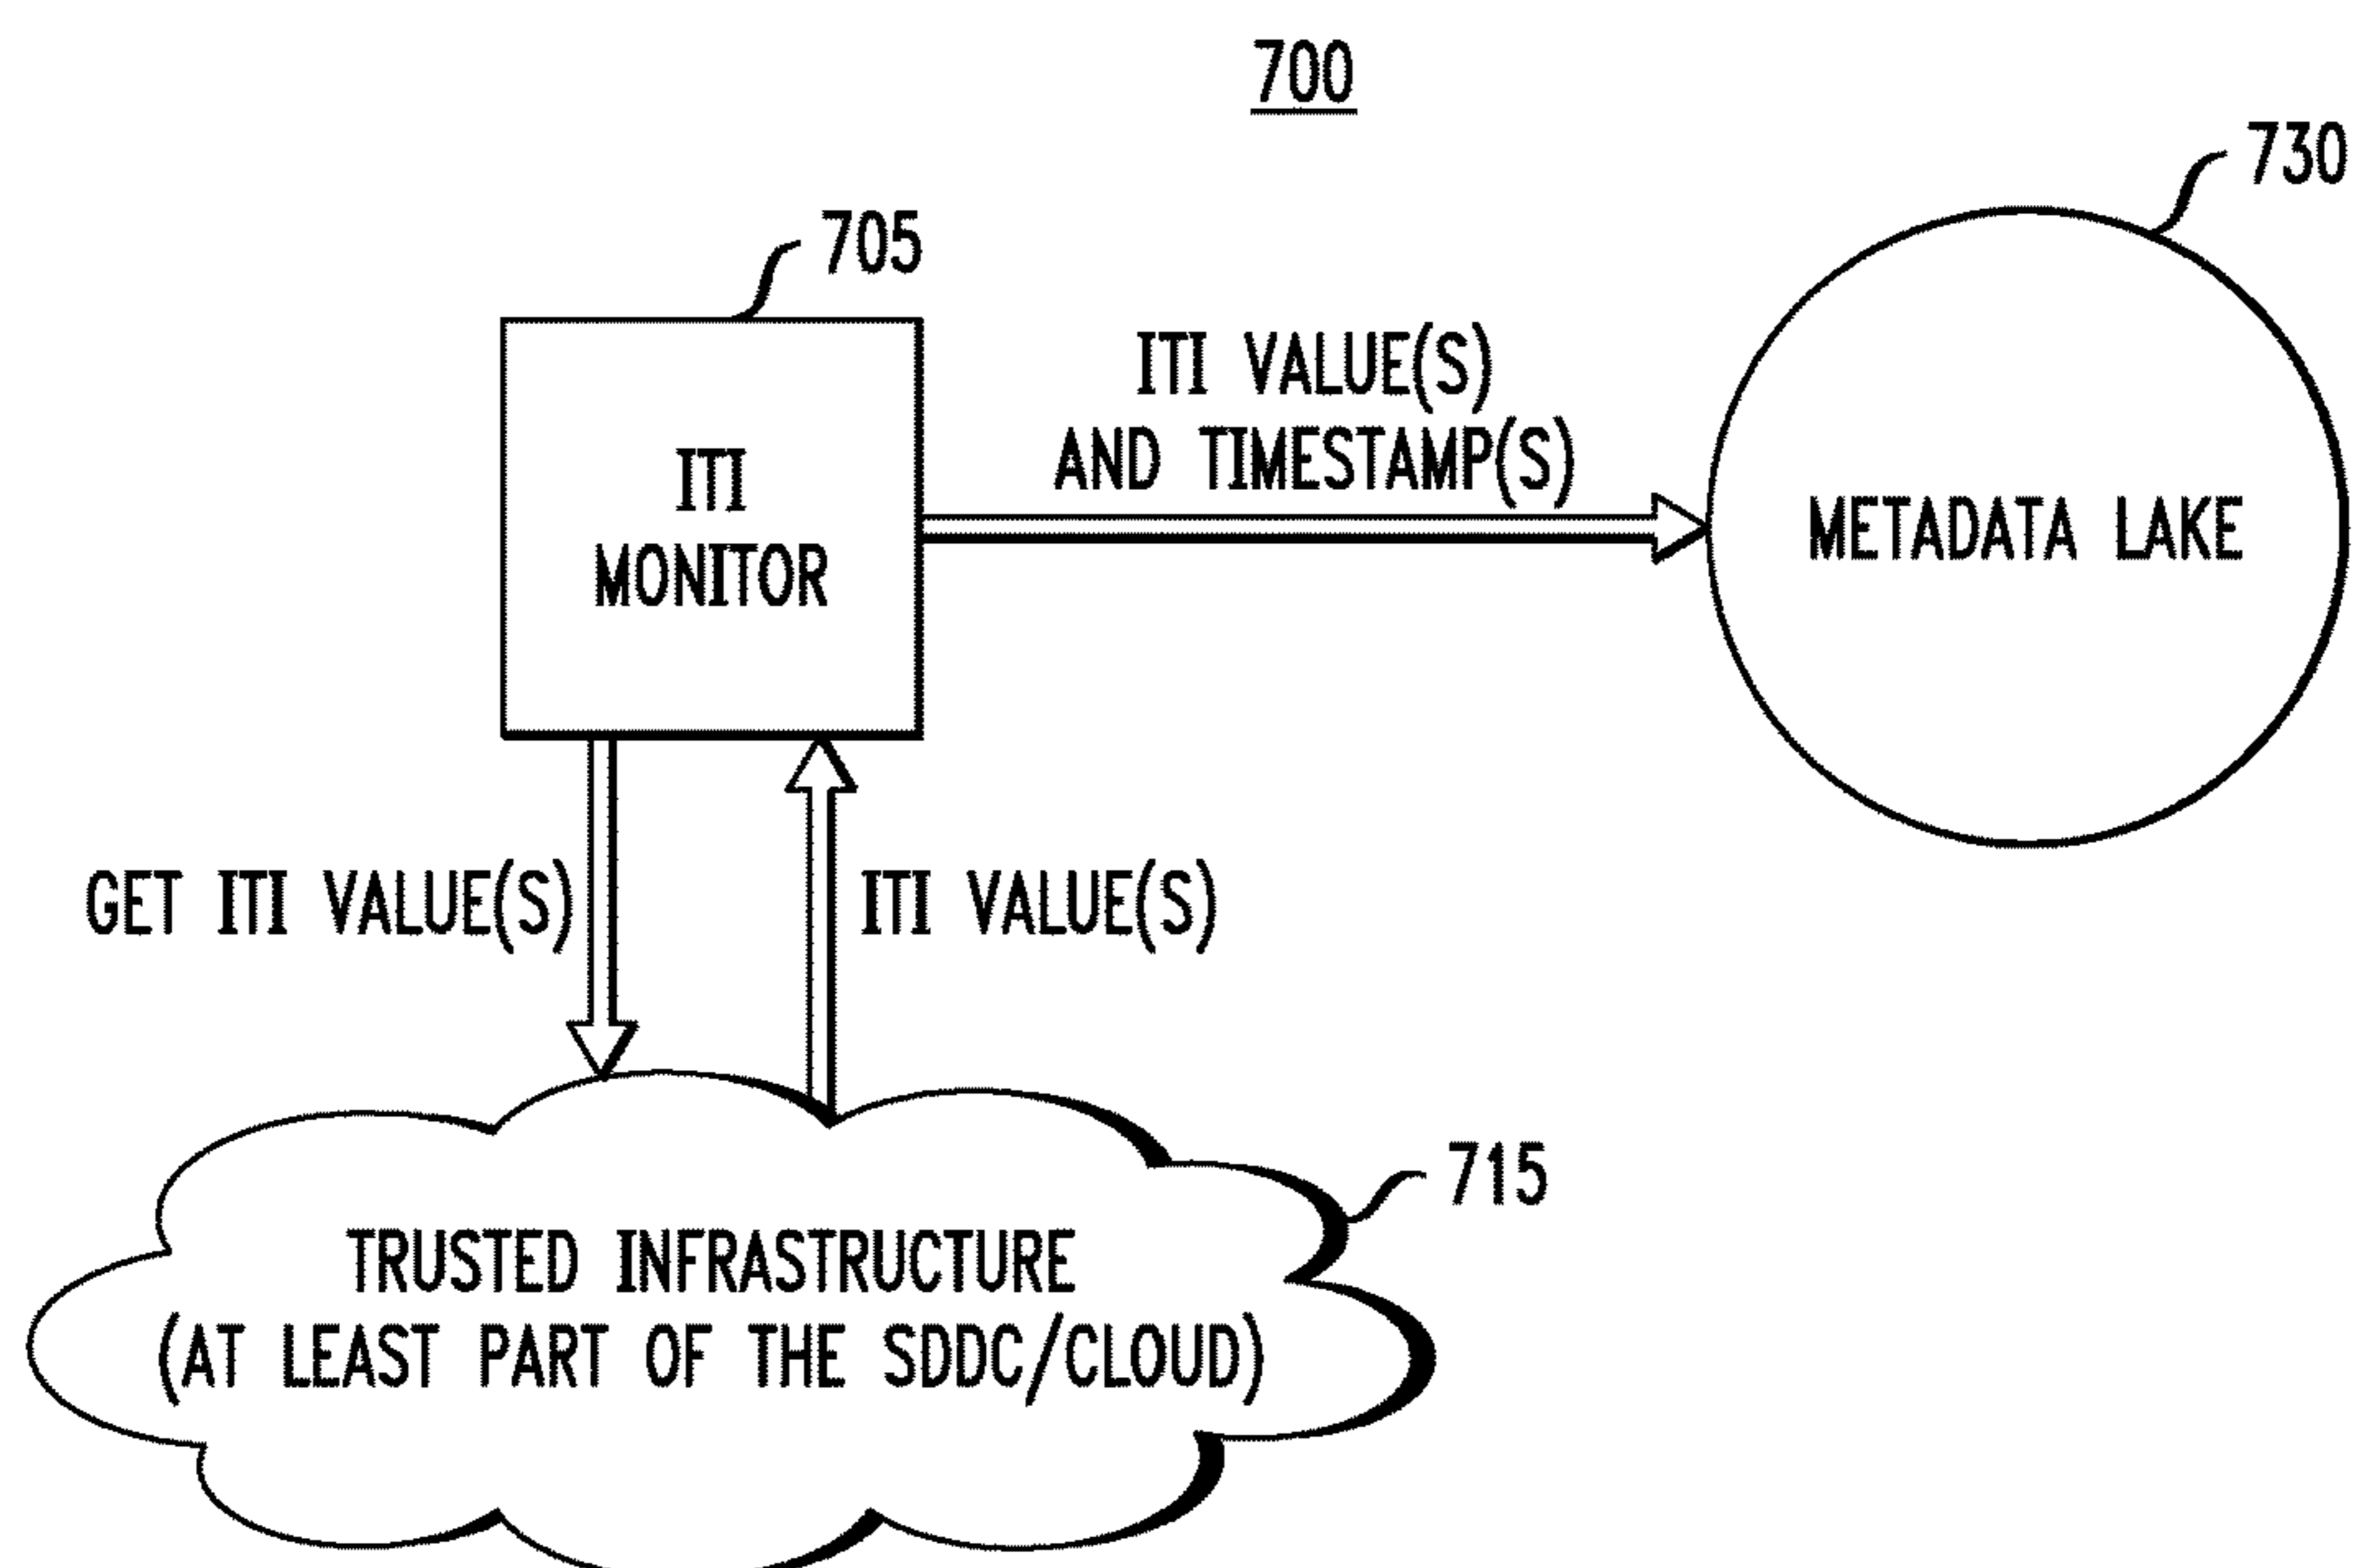 700
730
705
ITI VALUE(S)
AND TIMESTAMP(S)
ITI
MONITOR
METADATA LAKE
GET ITI VALUE(S)
ITI VALUE(S)
715
TRUSTED INFRASTRUCTURE
(AT LEAST PART OF THE SDDC/CLOUD)